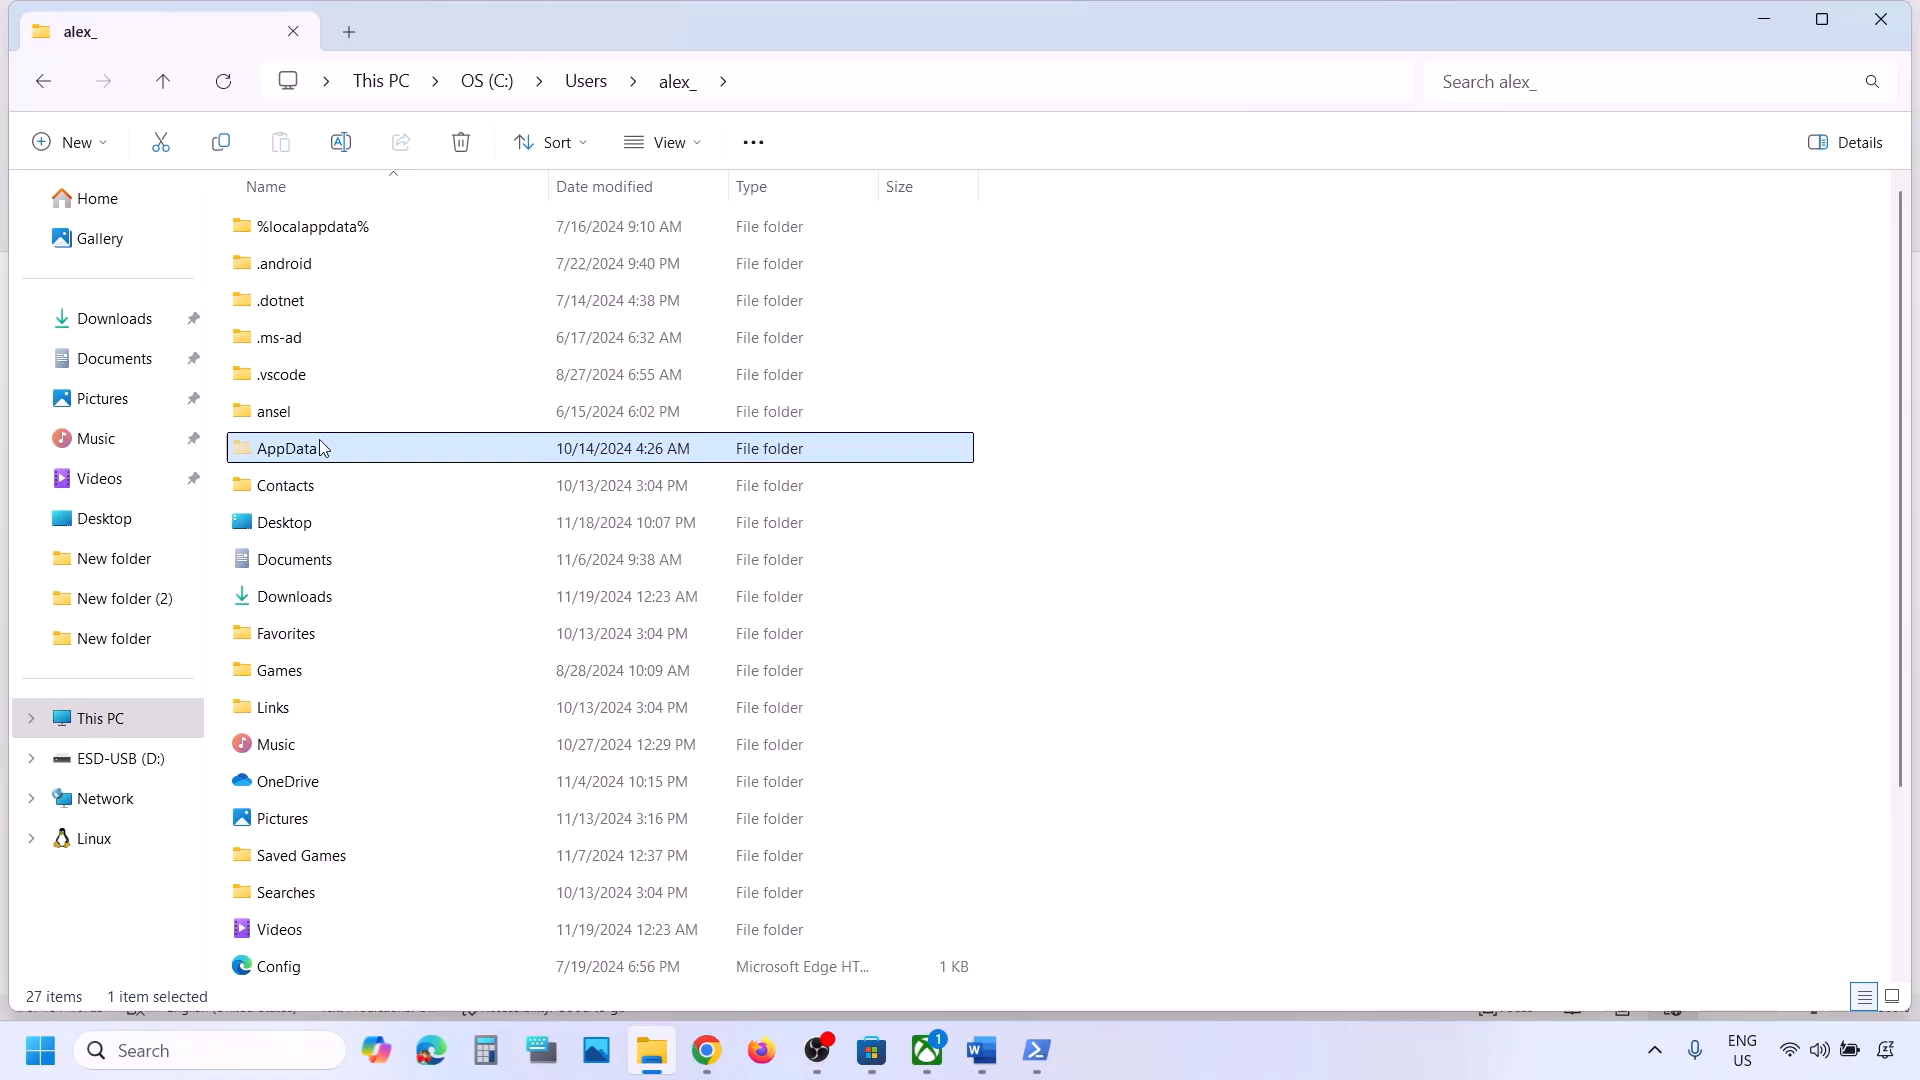 alex_
This PC
OS (C:)
Users
alex_
Search alex_
New
Sort
View
Details
Name
Date modified
Type
Size
Home
Gallery
Downloads
Documents
Pictures
Music
Videos
Desktop
New folder
New folder (2)
New folder
This PC
ESD-USB (D:)
Network
Linux
%localappdata% 7/16/2024 9:10 AM File folder
.android 7/22/2024 9:40 PM File folder
.dotnet 7/14/2024 4:38 PM File folder
.ms-ad 6/17/2024 6:32 AM File folder
.vscode 8/27/2024 6:55 AM File folder
ansel 6/15/2024 6:02 PM File folder
AppData 10/14/2024 4:26 AM File folder
Contacts 10/13/2024 3:04 PM File folder
Desktop 11/18/2024 10:07 PM File folder
Documents 11/6/2024 9:38 AM File folder
Downloads 11/19/2024 12:23 AM File folder
Favorites 10/13/2024 3:04 PM File folder
Games 8/28/2024 10:09 AM File folder
Links 10/13/2024 3:04 PM File folder
Music 10/27/2024 12:29 PM File folder
OneDrive 11/4/2024 10:15 PM File folder
Pictures 11/13/2024 3:16 PM File folder
Saved Games 11/7/2024 12:37 PM File folder
Searches 10/13/2024 3:04 PM File folder
Videos 11/19/2024 12:23 AM File folder
Config 7/19/2024 6:56 PM Microsoft Edge HT... 1 KB
27 items 1 item selected
Search
1
ENG
US